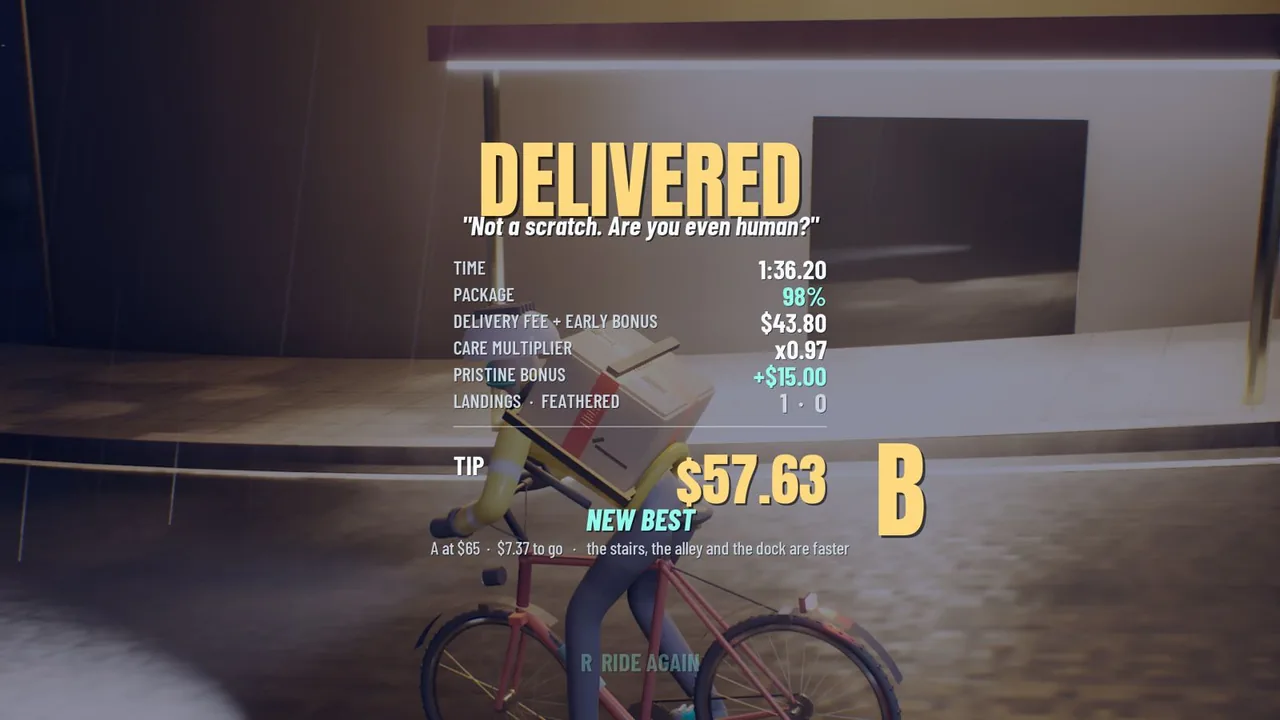 DELIVERED
"Not a scratch. Are you even human?"
TIME 1:36.20
PACKAGE 98%
DELIVERY FEE + EARLY BONUS $43.80
CARE MULTIPLIER x0.97
PRISTINE BONUS +$15.00
LANDINGS · FEATHERED 1 · 0
TIP $57.63 B
NEW BEST
A at $65 · $7.37 to go · the stairs, the alley and the dock are faster
R RIDE AGAIN